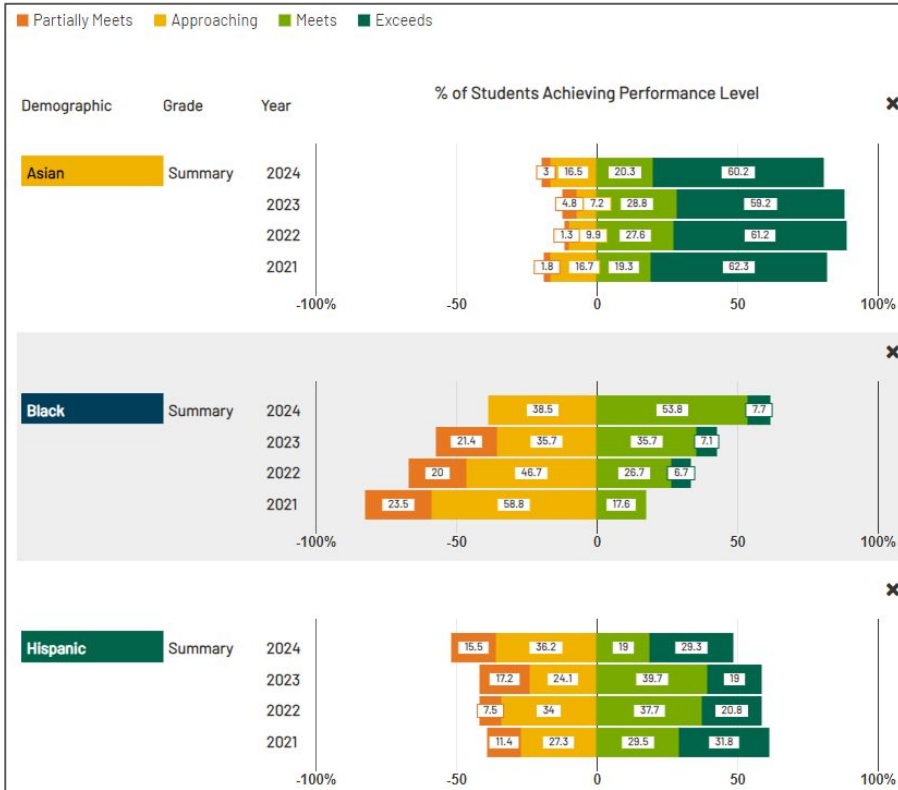 Partially Meets Approaching Meets Exceeds
% of Students Achieving Performance Level
Demographic Grade Year
Asian Summary 2024 3 16.5 20.3 60.2
2023 4.8 7.2 28.8 59.2
2022 1.3 9.9 27.6 61.2
2021 1.8 16.7 19.3 62.3
-100% -50 0 50 100%
Black Summary 2024 38.5 53.8 7.7
2023 21.4 35.7 35.7 7.1
2022 20 46.7 26.7 6.7
2021 23.5 58.8 17.6
-100% -50 0 50 100%
Hispanic Summary 2024 15.5 36.2 19 29.3
2023 17.2 24.1 39.7 19
2022 7.5 34 37.7 20.8
2021 11.4 27.3 29.5 31.8
-100% -50 0 50 100%